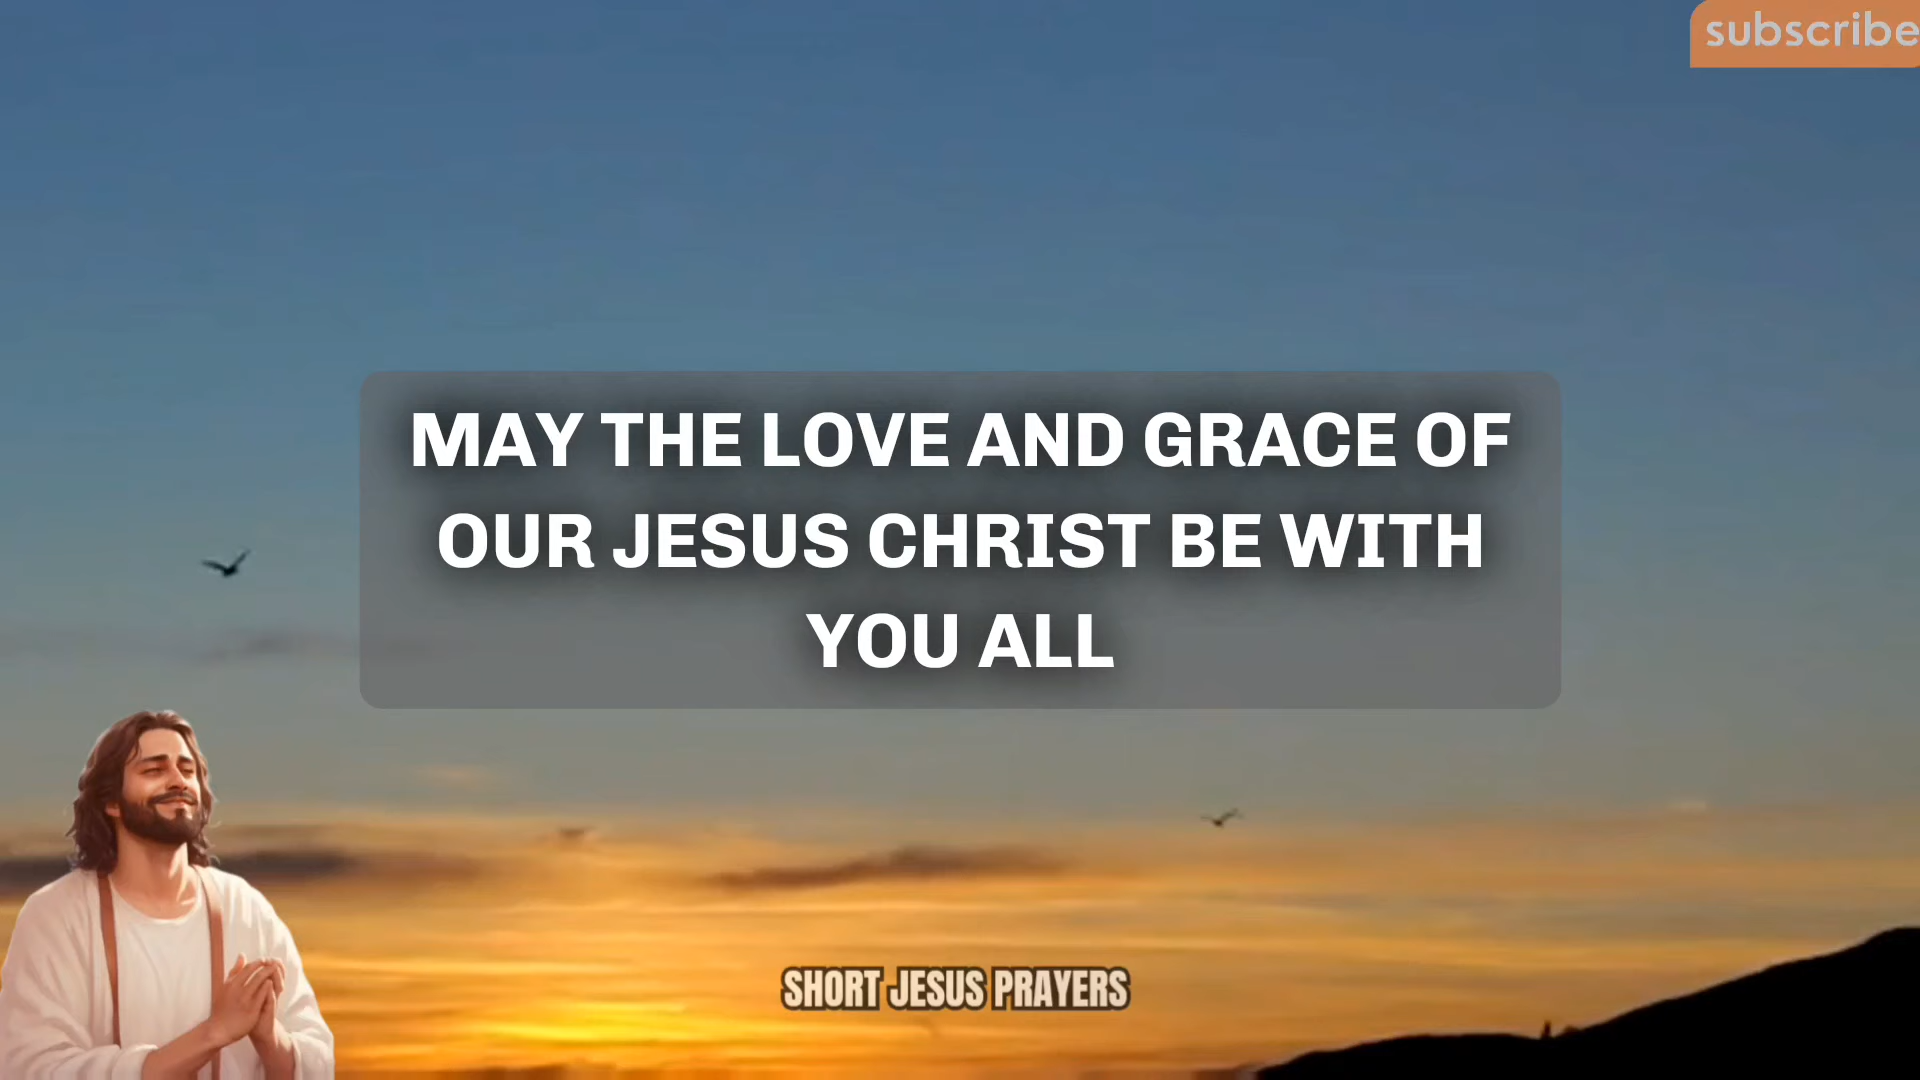 subscribe
MAY THE LOVE AND GRACE OF
OUR JESUS CHRIST BE WITH
YOU ALL
SHORT JESUS PRAYERS